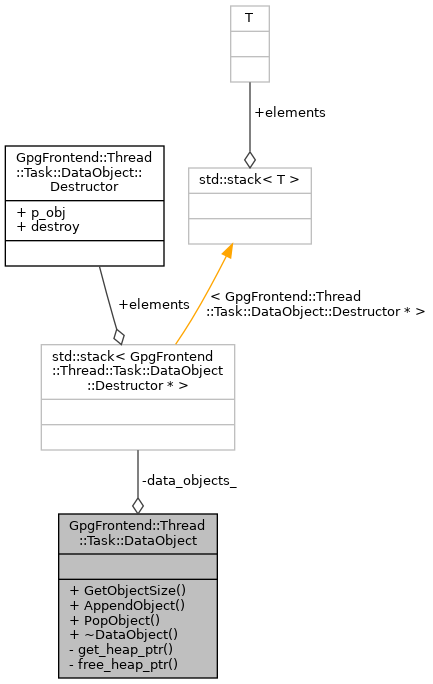 T
+elements
GpgFrontend::Thread
::Task::DataObject::
Destructor
+ p_obj
+ destroy
std::stack< T >
+elements
< GpgFrontend::Thread
::Task::DataObject::Destructor * >
std::stack< GpgFrontend
::Thread::Task::DataObject
::Destructor * >
-data_objects_
GpgFrontend::Thread
::Task::DataObject
+ GetObjectSize()
+ AppendObject()
+ PopObject()
+ ~DataObject()
- get_heap_ptr()
- free_heap_ptr()